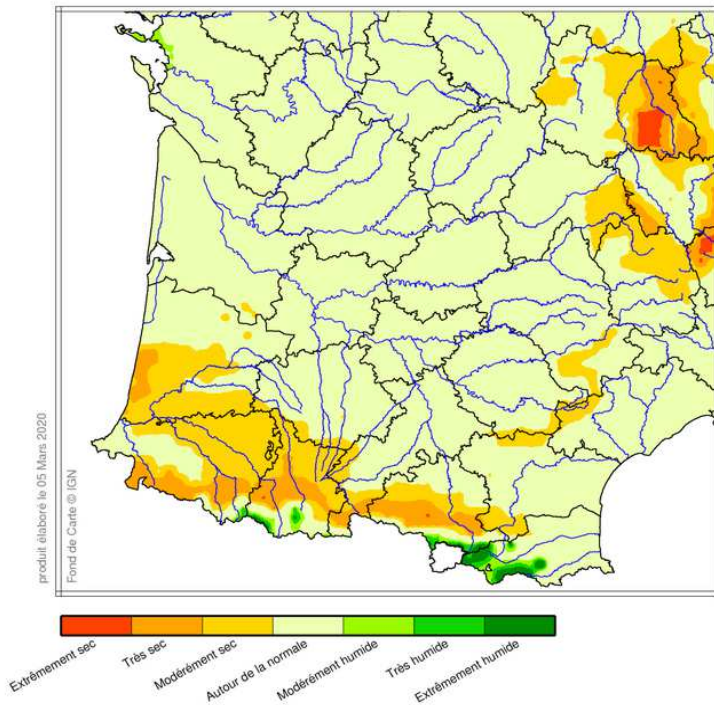 produit élaboré le 05 Mars 2020
Fond de Carte © IGN
Extrêmement sec
Très sec
Modérément sec
Autour de la normale
Modérément humide
Très humide
Extrêmement humide